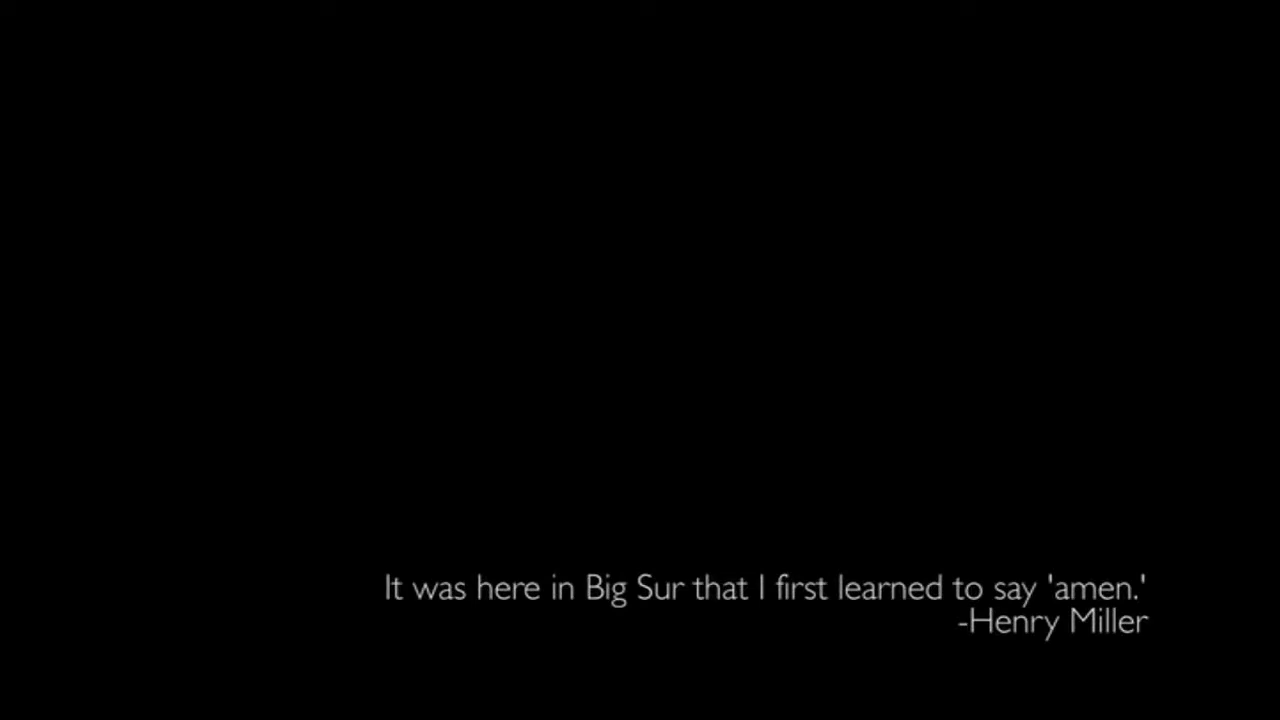 It was here in Big Sur that I first learned to say 'amen.'
-Henry Miller